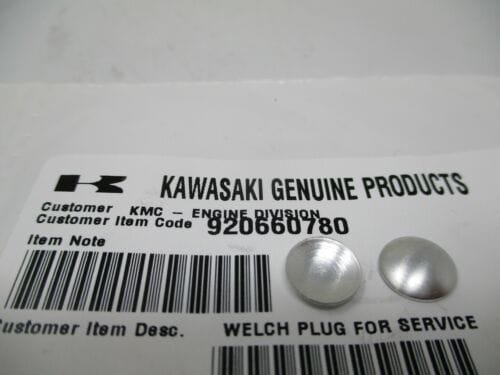 KAWASAKI GENUINE PRODUCTS
Customer KMC - ENGINE DIVISION
Customer Item Code 920660780
Item Note
Customer Item Desc. WELCH PLUG FOR SERVICE